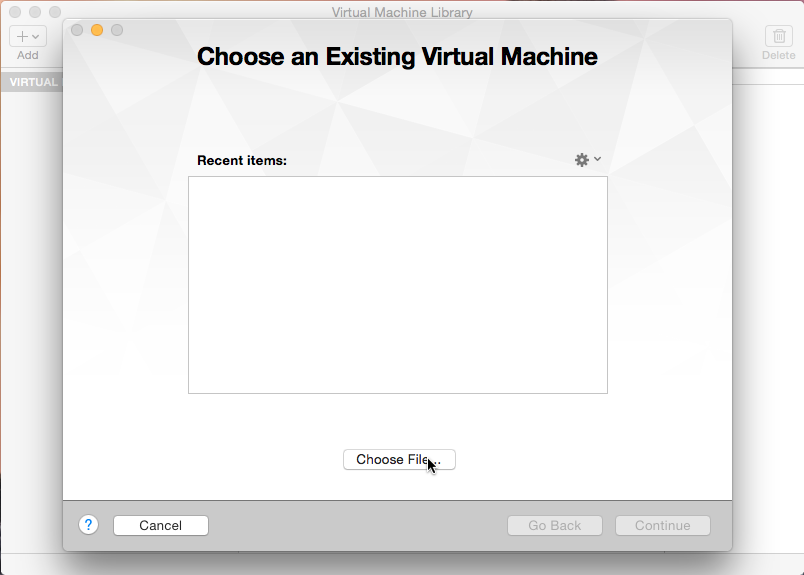 Virtual Machine Library
Add
Delete
VIRTUAL
Choose an Existing Virtual Machine
Recent items:
Choose File...
?
Cancel
Go Back
Continue